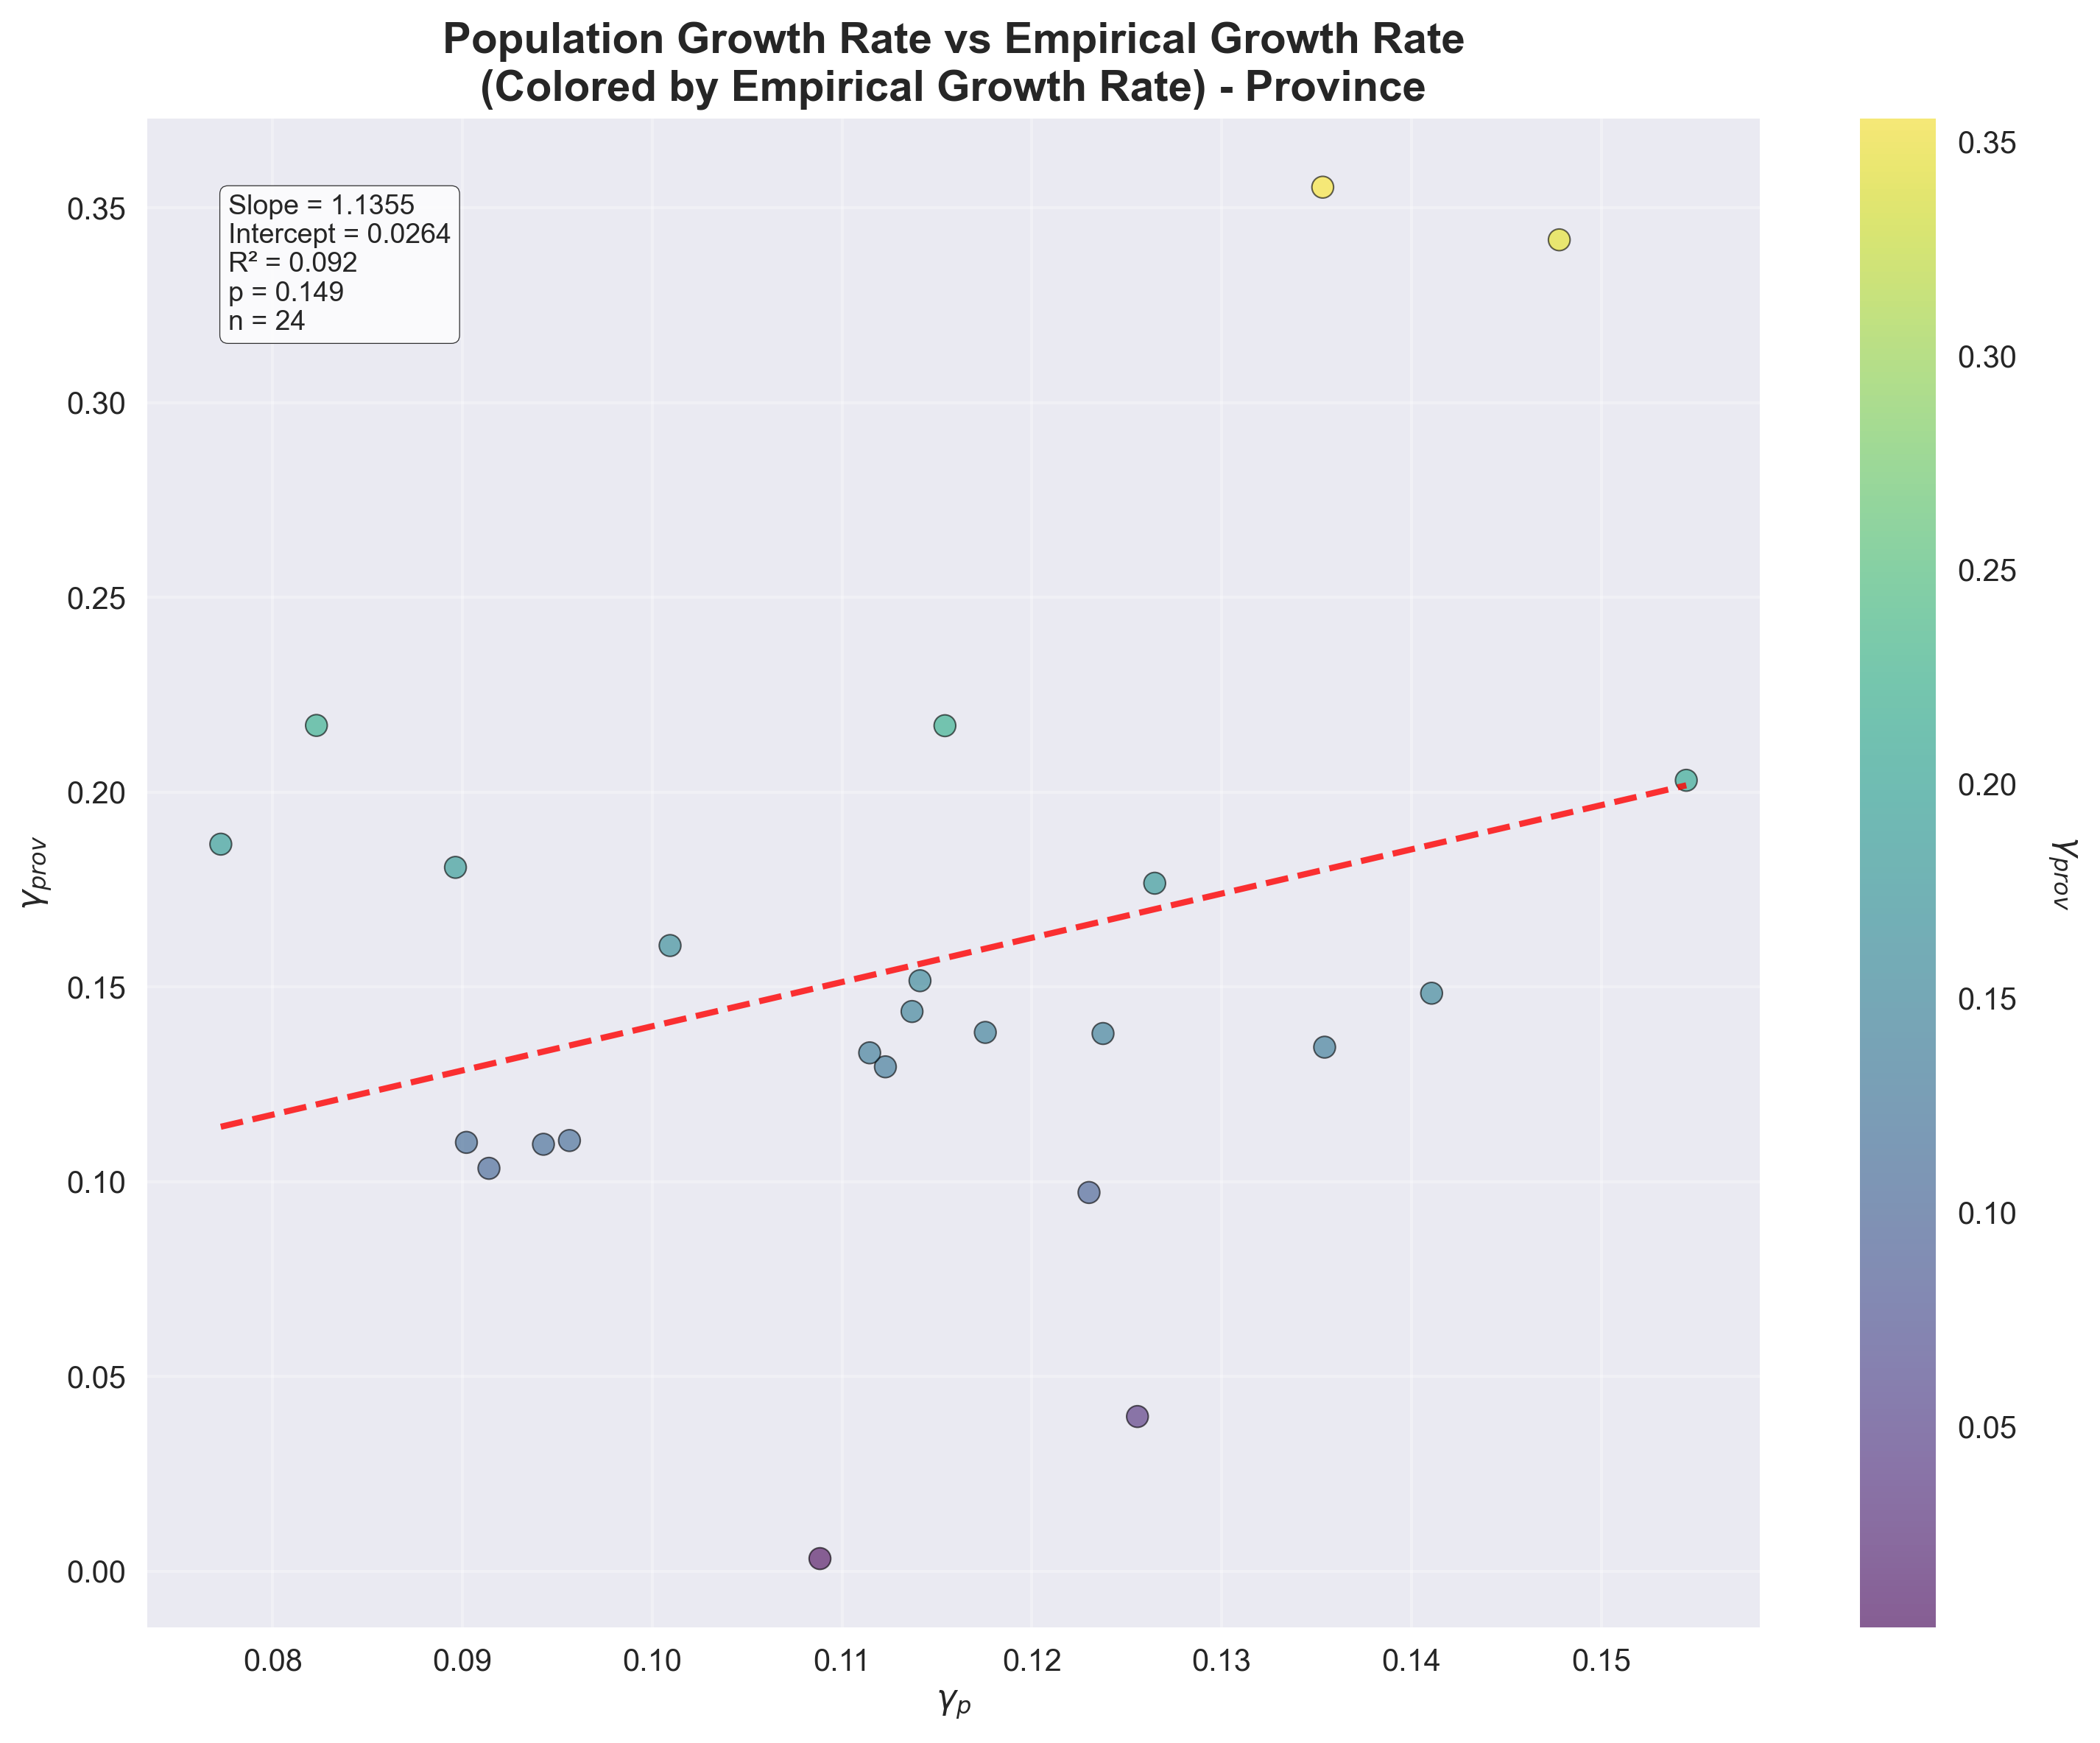 Population Growth Rate vs Empirical Growth Rate
(Colored by Empirical Growth Rate) - Province
Slope = 1.1355
Intercept = 0.0264
R² = 0.092
p = 0.149
n = 24
0.35
0.30
0.25
0.20
0.15
0.10
0.05
0.00
γprov
0.08 0.09 0.10 0.11 0.12 0.13 0.14 0.15
γp
0.35
0.30
0.25
0.20
0.15
0.10
0.05
γprov